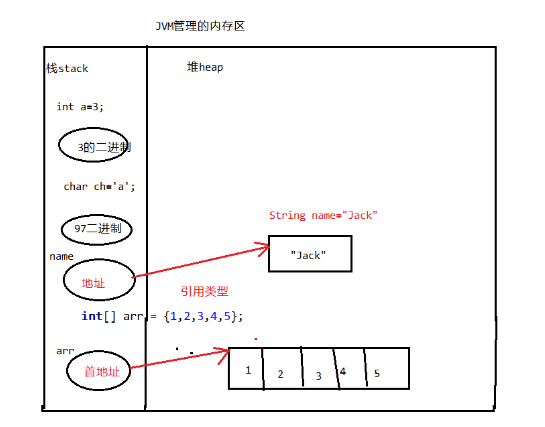 JVM管理的内存区
栈stack
堆heap
int a=3;
3的二进制
char ch='a';
97二进制
String name="Jack"
name
"Jack"
地址
引用类型
int[] arr = {1,2,3,4,5};
arr
首地址
1 2 3 4 5